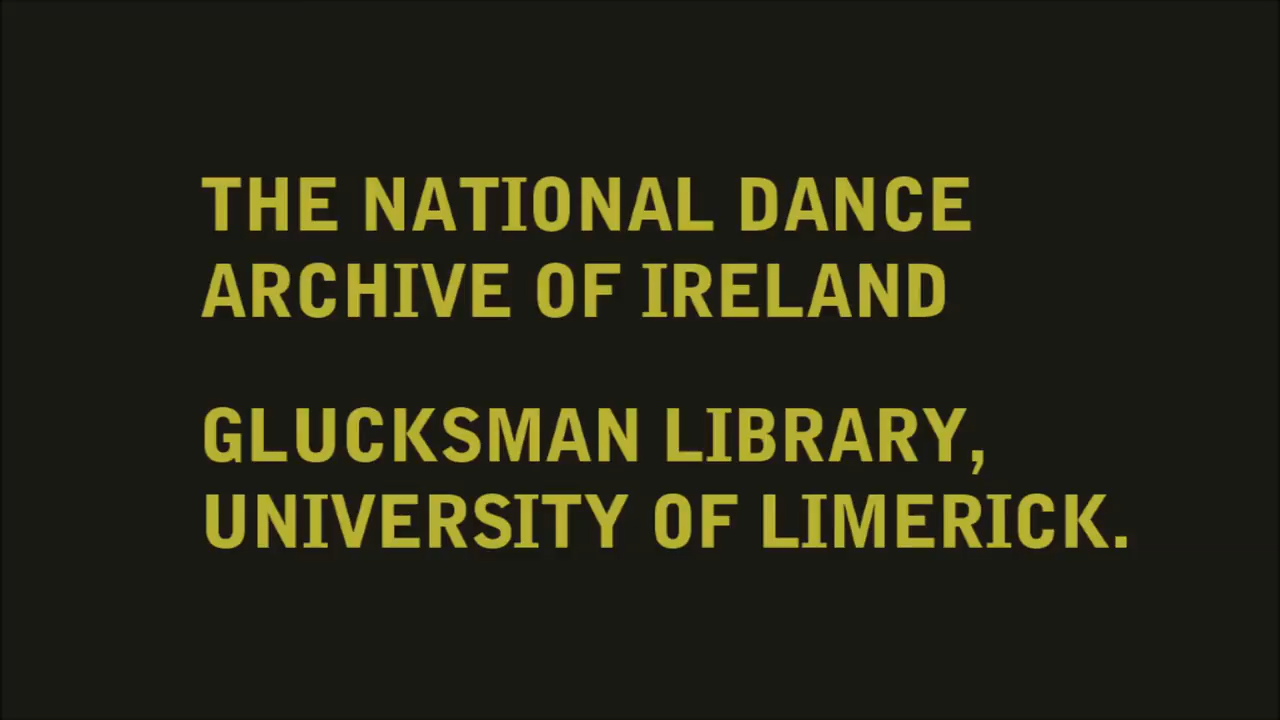 THE NATIONAL DANCE
ARCHIVE OF IRELAND
GLUCKSMAN LIBRARY,
UNIVERSITY OF LIMERICK.